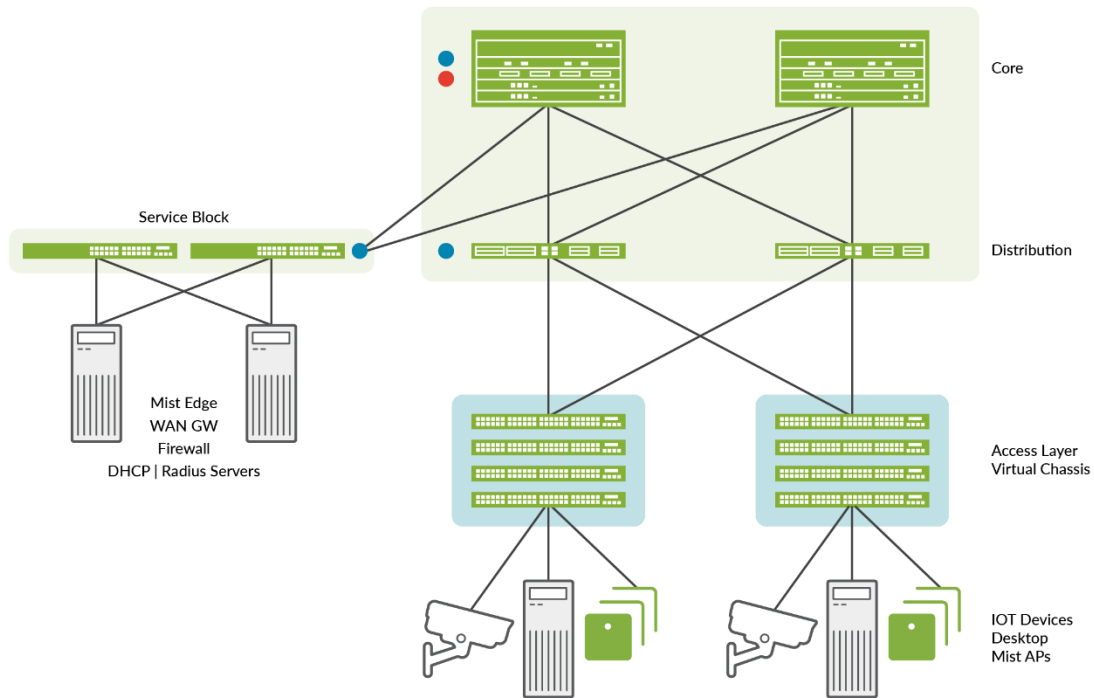 Core
Service Block
Distribution
Mist Edge
WAN GW
Firewall
DHCP | Radius Servers
Access Layer
Virtual Chassis
IOT Devices
Desktop
Mist APs